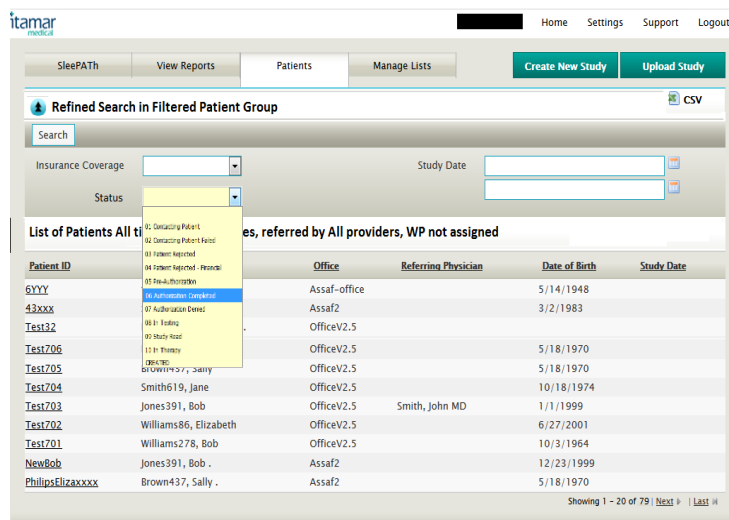 itamar
medical
Home Settings Support Logout
SleePATh View Reports Patients Manage Lists Create New Study Upload Study
Refined Search in Filtered Patient Group CSV
Search
Insurance Coverage Study Date
Status
01 Contacting Patient
02 Contacting Patient Failed
03 Patient Rejected
04 Patient Rejected - Financial
05 Pre-Authorization
06 Authorization Completed
07 Authorization Denied
08 In Testing
09 Study Read
10 In Therapy
CREATED
List of Patients All ti es, referred by All providers, WP not assigned
Patient ID Office Referring Physician Date of Birth Study Date
6YYY Assaf-office 5/14/1948
43xxx Assaf2 3/2/1983
Test32 . OfficeV2.5
Test706 OfficeV2.5 5/18/1970
Test705 Brown437, Sally OfficeV2.5 5/18/1970
Test704 Smith619, Jane OfficeV2.5 10/18/1974
Test703 Jones391, Bob OfficeV2.5 Smith, John MD 1/1/1999
Test702 Williams86, Elizabeth OfficeV2.5 6/27/2001
Test701 Williams278, Bob OfficeV2.5 10/3/1964
NewBob Jones391, Bob . Assaf2 12/23/1999
PhilipsElizaxxxx Brown437, Sally . Assaf2 5/18/1970
Showing 1 - 20 of 79 | Next | Last